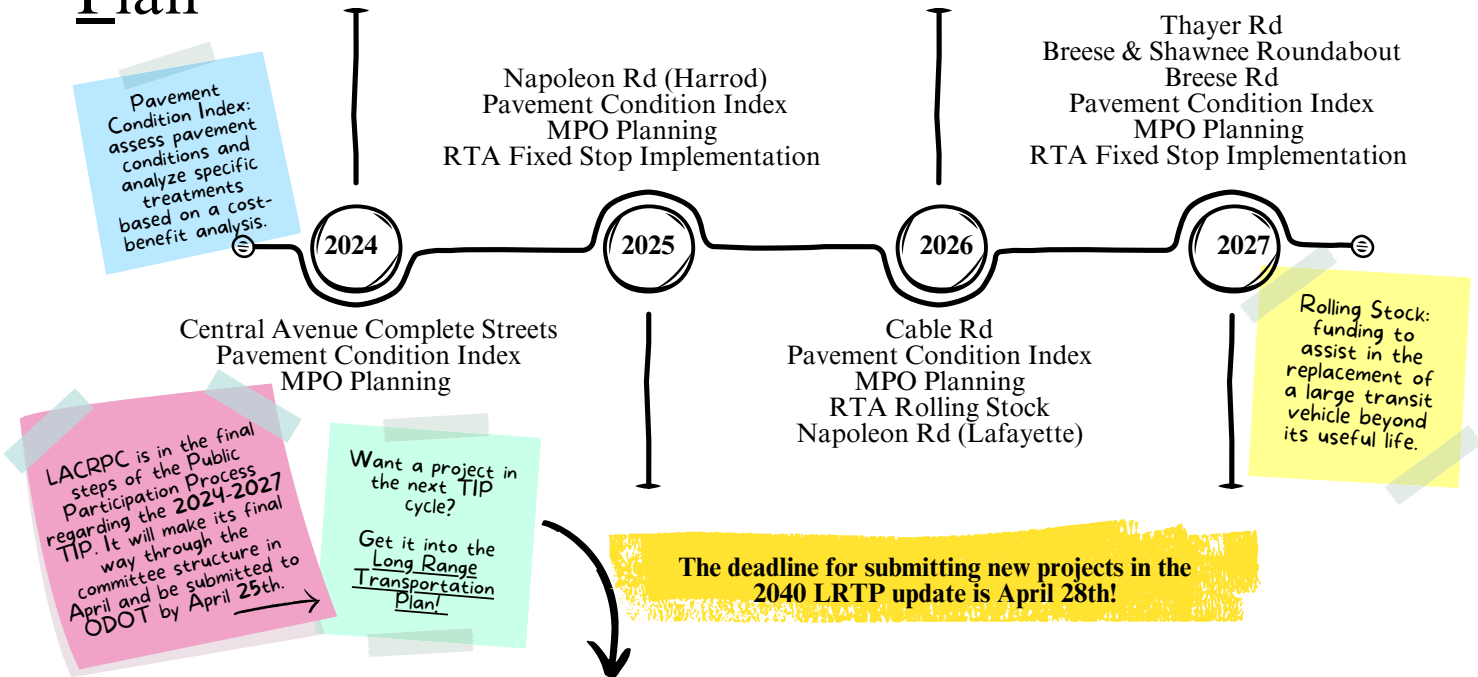 Plan
Pavement
Condition Index:
assess pavement
conditions and
analyze specific
treatments
based on a cost-
benefit analysis.
Napoleon Rd (Harrod)
Pavement Condition Index
MPO Planning
RTA Fixed Stop Implementation
Thayer Rd
Breese & Shawnee Roundabout
Breese Rd
Pavement Condition Index
MPO Planning
RTA Fixed Stop Implementation
2024
2025
2026
2027
Central Avenue Complete Streets
Pavement Condition Index
MPO Planning
Cable Rd
Pavement Condition Index
MPO Planning
RTA Rolling Stock
Napoleon Rd (Lafayette)
Rolling Stock:
funding to
assist in the
replacement of
a large transit
vehicle beyond
its useful life.
LACRPC is in the final
steps of the Public
Participation Process
regarding the 2024-2027
TIP. It will make its final
way through the
committee structure in
April and be submitted to
ODOT by April 25th.
Want a project in
the next TIP
cycle?
Get it into the
Long Range
Transportation
Plan!
The deadline for submitting new projects in the
2040 LRTP update is April 28th!